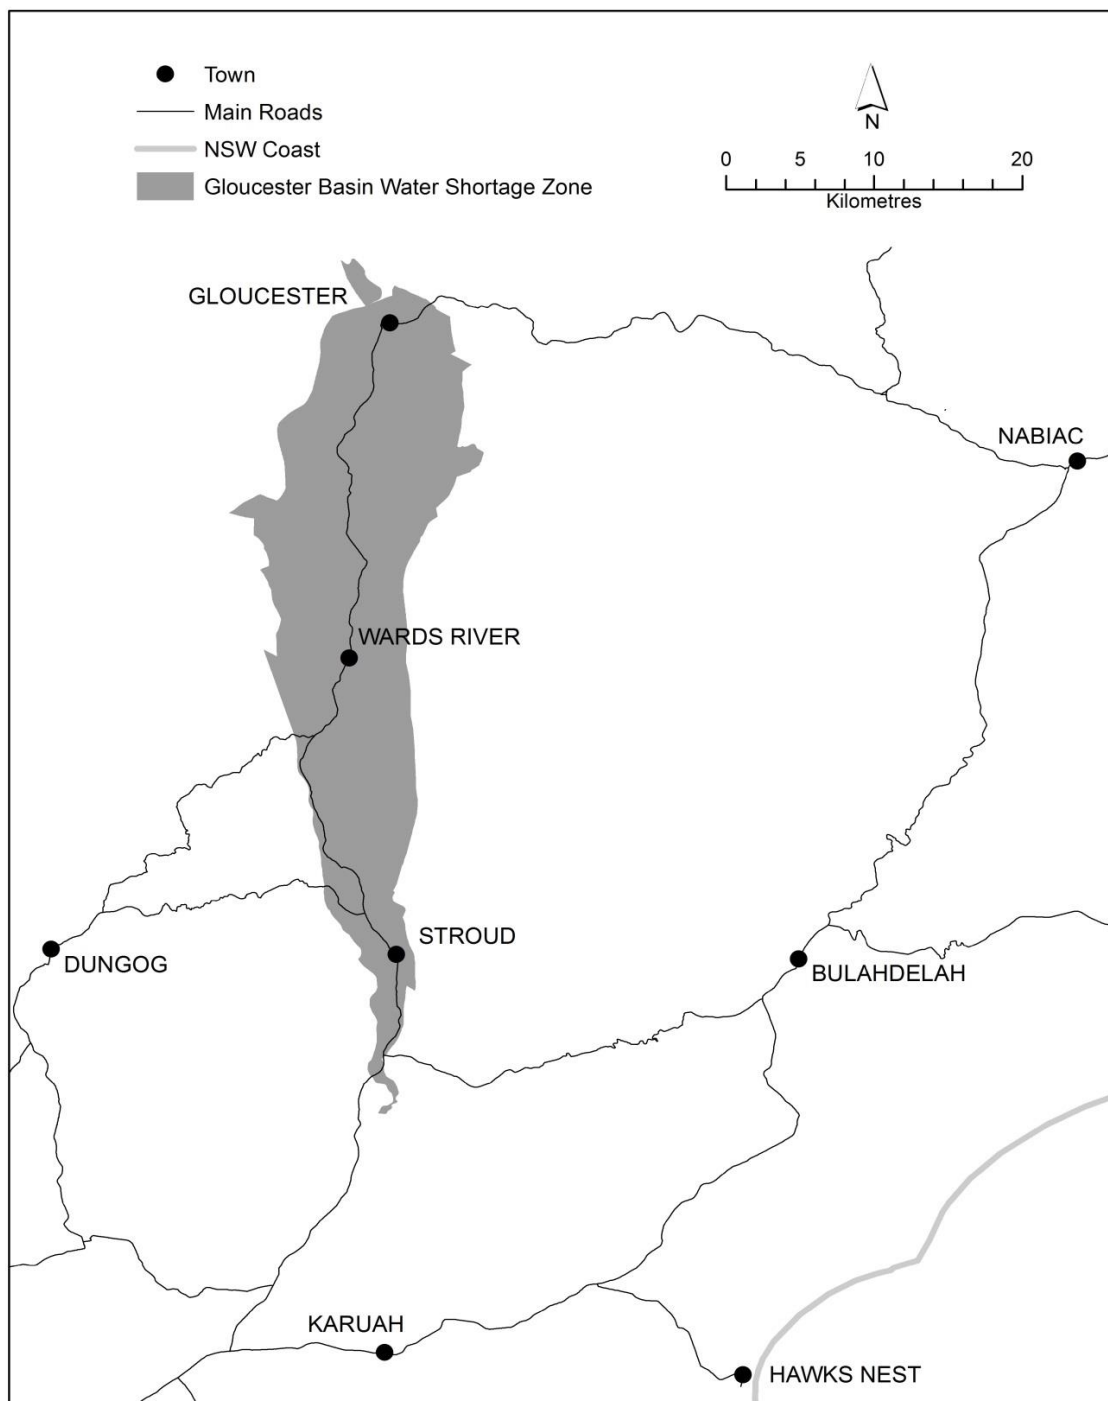 Town
Main Roads
NSW Coast
Gloucester Basin Water Shortage Zone
N
0 5 10 20
Kilometres
GLOUCESTER
NABIAC
WARDS RIVER
STROUD
DUNGOG
BULAHDELAH
KARUAH
HAWKS NEST